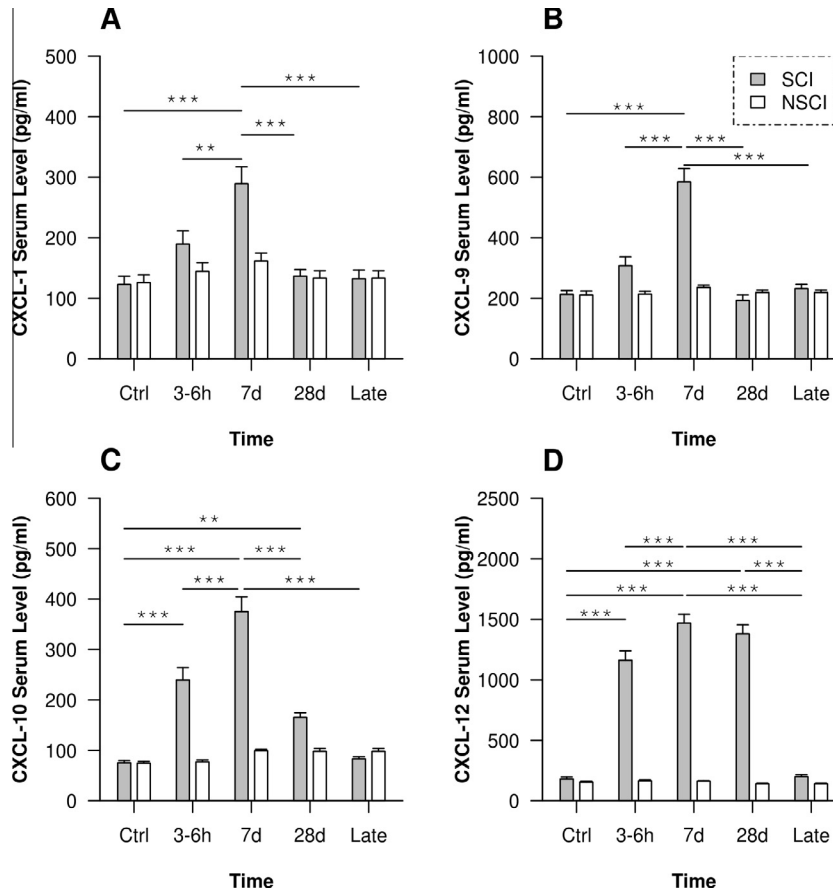 A
CXCL-1 Serum Level (pg/ml)
500
400
300
200
100
0
***
***
***
**
Ctrl 3-6h 7d 28d Late
Time
B
CXCL-9 Serum Level (pg/ml)
1000
800
600
400
200
0
SCI
NSCI
***
*** ***
***
Ctrl 3-6h 7d 28d Late
Time
C
CXCL-10 Serum Level (pg/ml)
600
500
400
300
200
100
0
**
*** ***
*** ***
***
Ctrl 3-6h 7d 28d Late
Time
D
CXCL-12 Serum Level (pg/ml)
2500
2000
1500
1000
500
0
*** ***
*** ***
*** ***
***
Ctrl 3-6h 7d 28d Late
Time